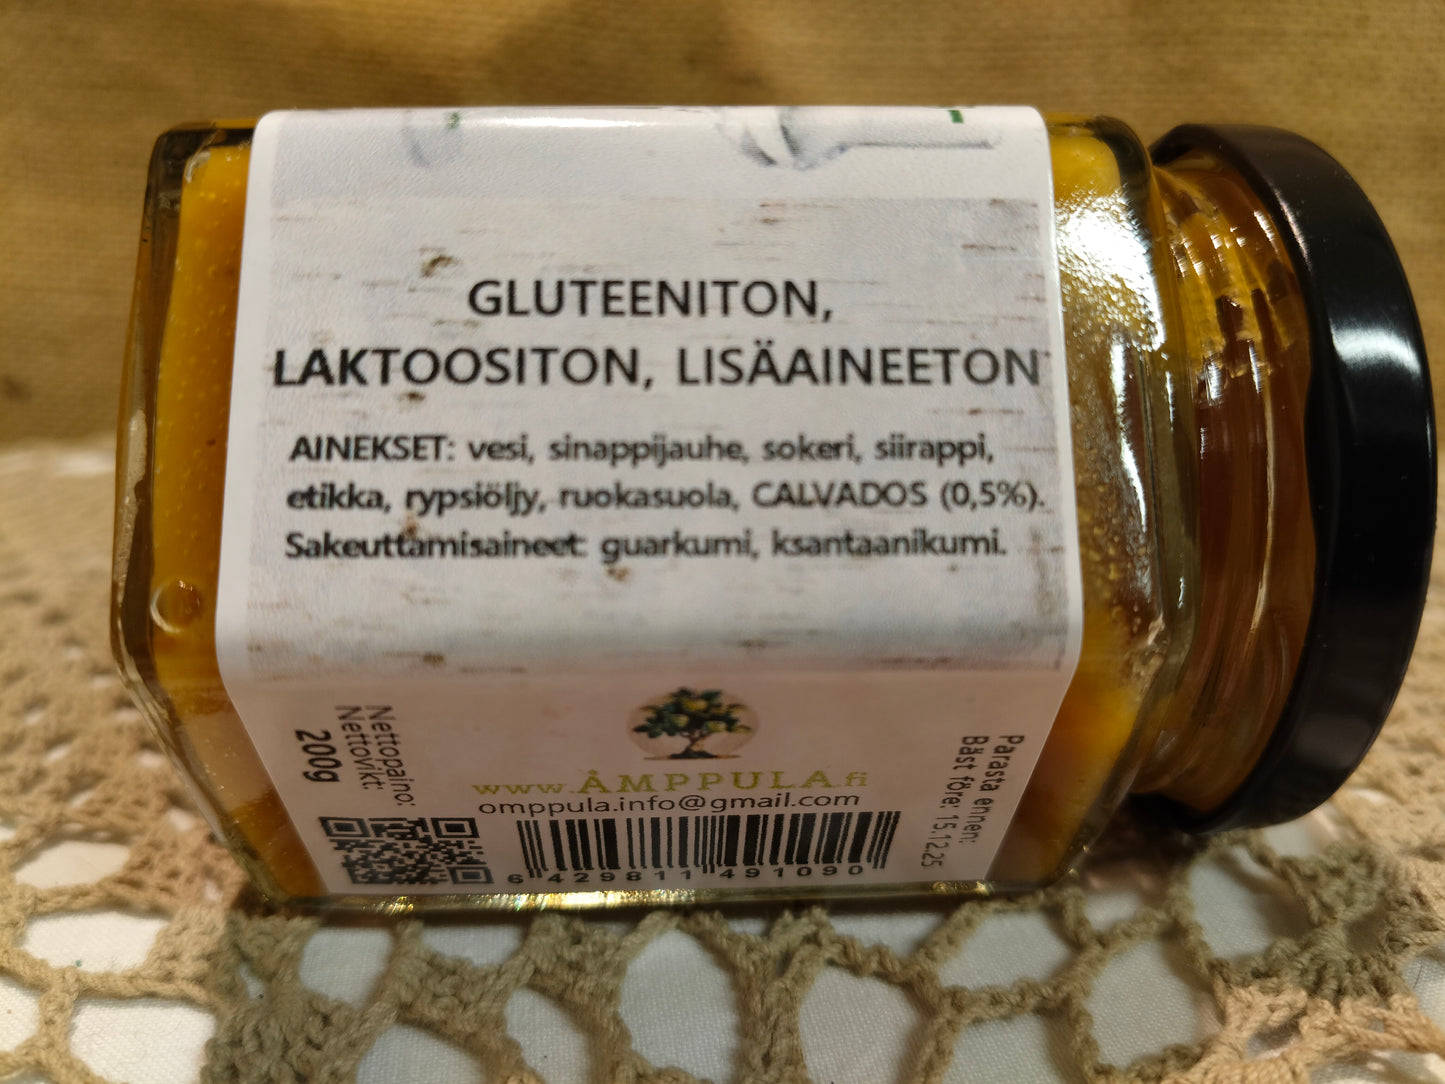 GLUTEENITON,
LAKTOOSITON, LISÄAINEETON
AINEKSET: vesi, sinappijauhe, sokeri, siirappi,
etikka, rypsiöljy, ruokasuola, CALVADOS (0,5%).
Sakeuttamisaineet: guarkumi, ksantaanikumi.
Nettopaino:
Nettovikt:
200g
www.ÅMPPULA.fi
omppula.info@gmail.com
6 429811 491090
Parasta ennen:
Bäst före: 15.12.25